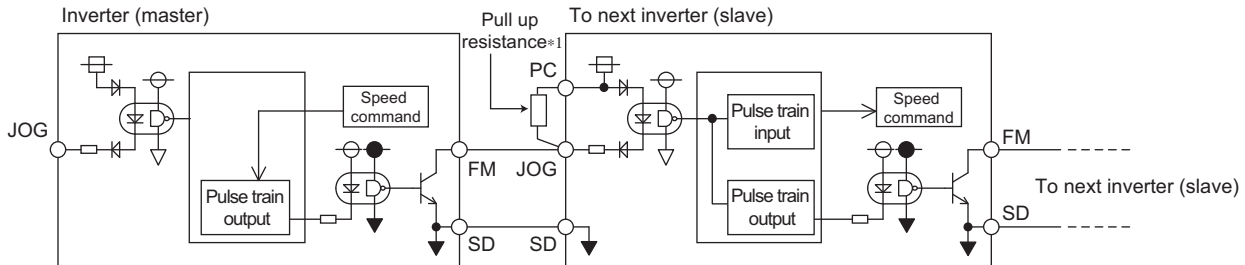 Inverter (master)
Pull up
resistance*1
To next inverter (slave)
PC
JOG
Speed
command
Pulse train
output
FM
JOG
SD
SD
Pulse train
input
Speed
command
Pulse train
output
FM
SD
To next inverter (slave)